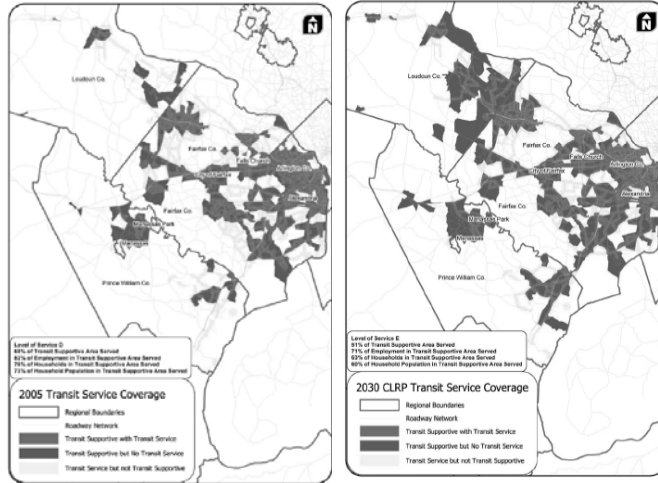 N
Loudoun Co.
Fairfax Co.
Falls Church
Arlington Co.
City of Fairfax
Alexandria
Fairfax Co.
Manassas Park
Manassas
Prince William Co.
Level of Service D
of Transit Supportive Area Served
82% of Employment in Transit Supportive Area Served
of Households in Transit Supportive Area Served
of Household Population in Transit Supportive Area Served
2005 Transit Service Coverage
Regional Boundaries
Roadway Network
Transit Supportive with Transit Service
Transit Supportive but No Transit Service
Transit Service but not Transit Supportive
N
Loudoun Co.
Fairfax Co.
Falls Church
Arlington Co.
City of Fairfax
Alexandria
Fairfax Co.
Manassas Park
Manassas
Prince William Co.
Level of Service E
51% of Transit Supportive Area Served
71% of Employment in Transit Supportive Area Served
63% of Households in Transit Supportive Area Served
60% of Household Population in Transit Supportive Area Served
2030 CLRP Transit Service Coverage
Regional Boundaries
Roadway Network
Transit Supportive with Transit Service
Transit Supportive but No Transit Service
Transit Service but not Transit Supportive